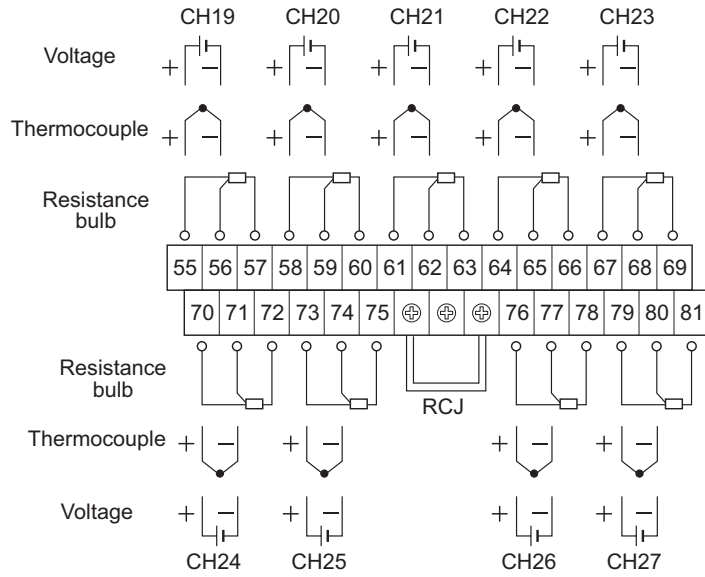 CH19 CH20 CH21 CH22 CH23
Voltage
+ − + − + − + − + −
Thermocouple
+ − + − + − + − + −
Resistance
bulb
55 56 57 58 59 60 61 62 63 64 65 66 67 68 69
70 71 72 73 74 75 76 77 78 79 80 81
Resistance
bulb
RCJ
Thermocouple
+ − + − + − + −
Voltage
+ − + − + − + −
CH24 CH25 CH26 CH27